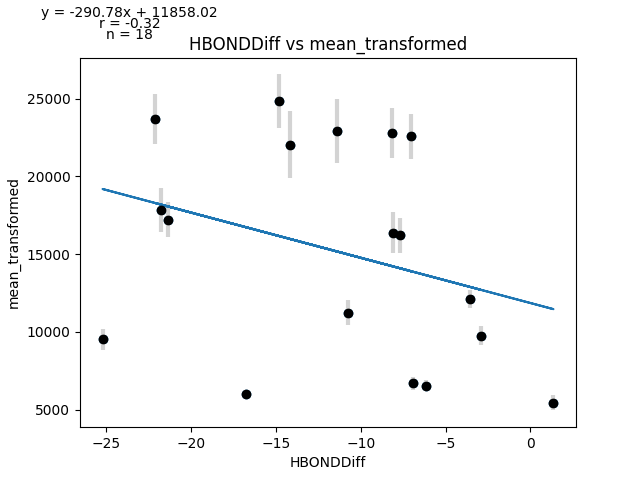 y = -290.78x + 11858.02
r = -0.32
n = 18
HBONDDiff vs mean_transformed
25000
20000
15000
10000
5000
mean_transformed
−25
−20
−15
−10
−5
0
HBONDDiff